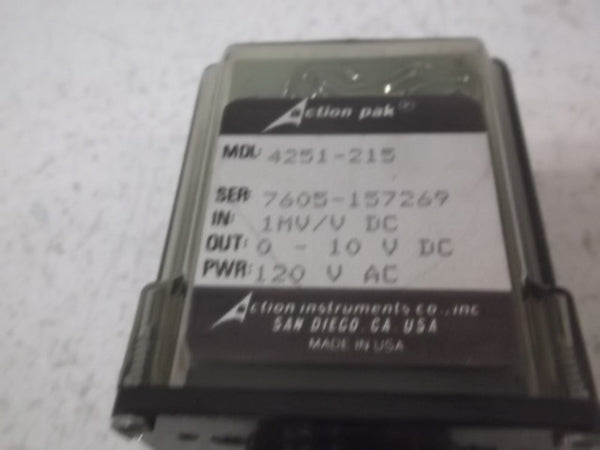 Action pak®
MDL: 4251-215
SER: 7605-157269
IN: 1MV/V DC
OUT: 0 - 10 V DC
PWR: 120 V AC
Action instruments co., inc
SAN DIEGO, CA. USA
MADE IN USA